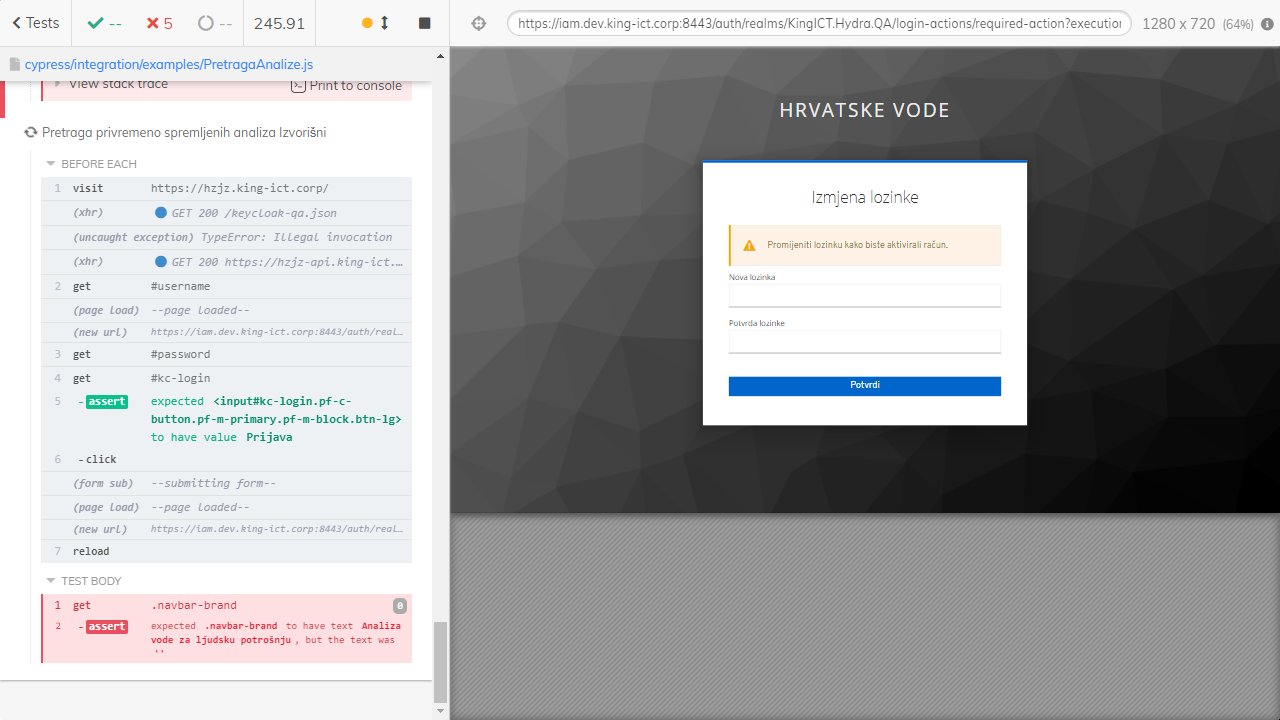 Tests
--
5
--
245.91
https://iam.dev.king-ict.corp:8443/auth/realms/KingICT.Hydra.QA/login-actions/required-action?execution
1280 x 720 (64%)
cypress/integration/examples/PretragaAnalize.js
View stack trace
Print to console
Pretraga privremeno spremljenih analiza Izvorišni
BEFORE EACH
1 visit https://hzjz.king-ict.corp/
(xhr) GET 200 /keycloak-qa.json
(uncaught exception) TypeError: Illegal invocation
(xhr) GET 200 https://hzjz-api.king-ict.…
2 get #username
(page load) --page loaded--
(new url) https://iam.dev.king-ict.corp:8443/auth/real…
3 get #password
4 get #kc-login
5 -assert expected <input#kc-login.pf-c-
button.pf-m-primary.pf-m-block.btn-lg>
to have value Prijava
6 -click
(form sub) --submitting form--
(page load) --page loaded--
(new url) https://iam.dev.king-ict.corp:8443/auth/real…
7 reload
TEST BODY
1 get .navbar-brand 0
2 -assert expected .navbar-brand to have text Analiza
vode za ljudsku potrošnju, but the text was
''
HRVATSKE VODE
Izmjena lozinke
Promijeniti lozinku kako biste aktivirali račun.
Nova lozinka
Potvrda lozinke
Potvrdi